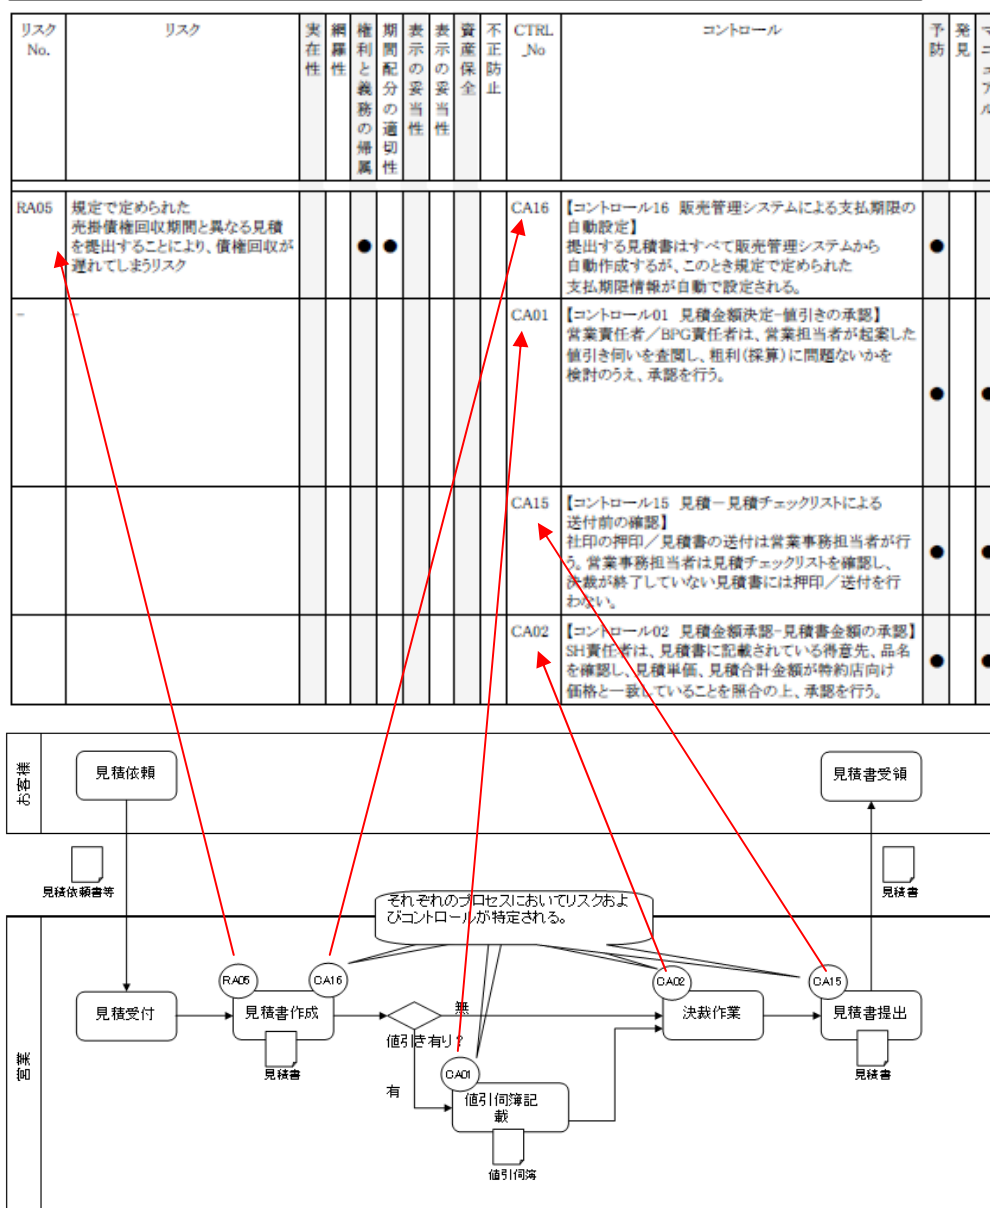 リスク
No.
リスク
実在性
網羅性
権利と義務の帰属
期間配分の適切性
表示の妥当性
表示の妥当性
資産保全
不正防止
CTRL
_No
コントロール
予防
発見
マニュアル
RA05
規定で定められた
売掛債権回収期間と異なる見積
を提出することにより、債権回収が
遅れてしまうリスク
●
●
CA16
【コントロール16 販売管理システムによる支払期限の
自動設定】
提出する見積書はすべて販売管理システムから
自動作成するが、このとき規定で定められた
支払期限情報が自動で設定される。
●
-
-
CA01
【コントロール01 見積金額決定-値引きの承認】
営業責任者／BPG責任者は、営業担当者が起案した
値引き伺いを査閲し、粗利(採算)に問題ないかを
検討のうえ、承認を行う。
●
●
CA15
【コントロール15 見積－見積チェックリストによる
送付前の確認】
社印の押印／見積書の送付は営業事務担当者が行
う。営業事務担当者は見積チェックリストを確認し、
決裁が終了していない見積書には押印／送付を行
わない。
●
●
CA02
【コントロール02 見積金額承認-見積書金額の承認】
SH責任者は、見積書に記載されている得意先、品名
を確認し、見積単価、見積合計金額が特約店向け
価格と一致していることを照合の上、承認を行う。
●
●
お客様
見積依頼
見積書受領
見積依頼書等
見積書
それぞれのプロセスにおいてリスクおよ
びコントロールが特定される。
営業
RA05
CA16
CA02
CA15
見積受付
見積書作成
無
決裁作業
見積書提出
値引き有り？
見積書
見積書
CA01
有
値引伺簿記
載
値引伺簿